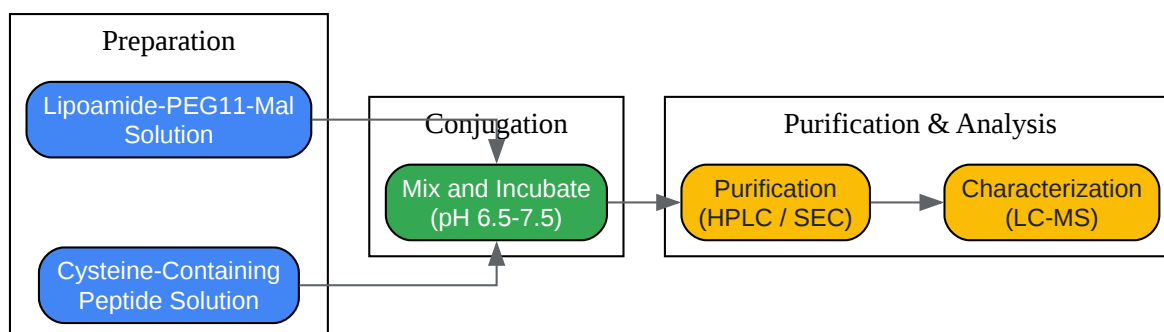 Preparation
Lipoamide-PEG11-Mal
Solution
Cysteine-Containing
Peptide Solution
Conjugation
Mix and Incubate
(pH 6.5-7.5)
Purification & Analysis
Purification
(HPLC / SEC)
Characterization
(LC-MS)